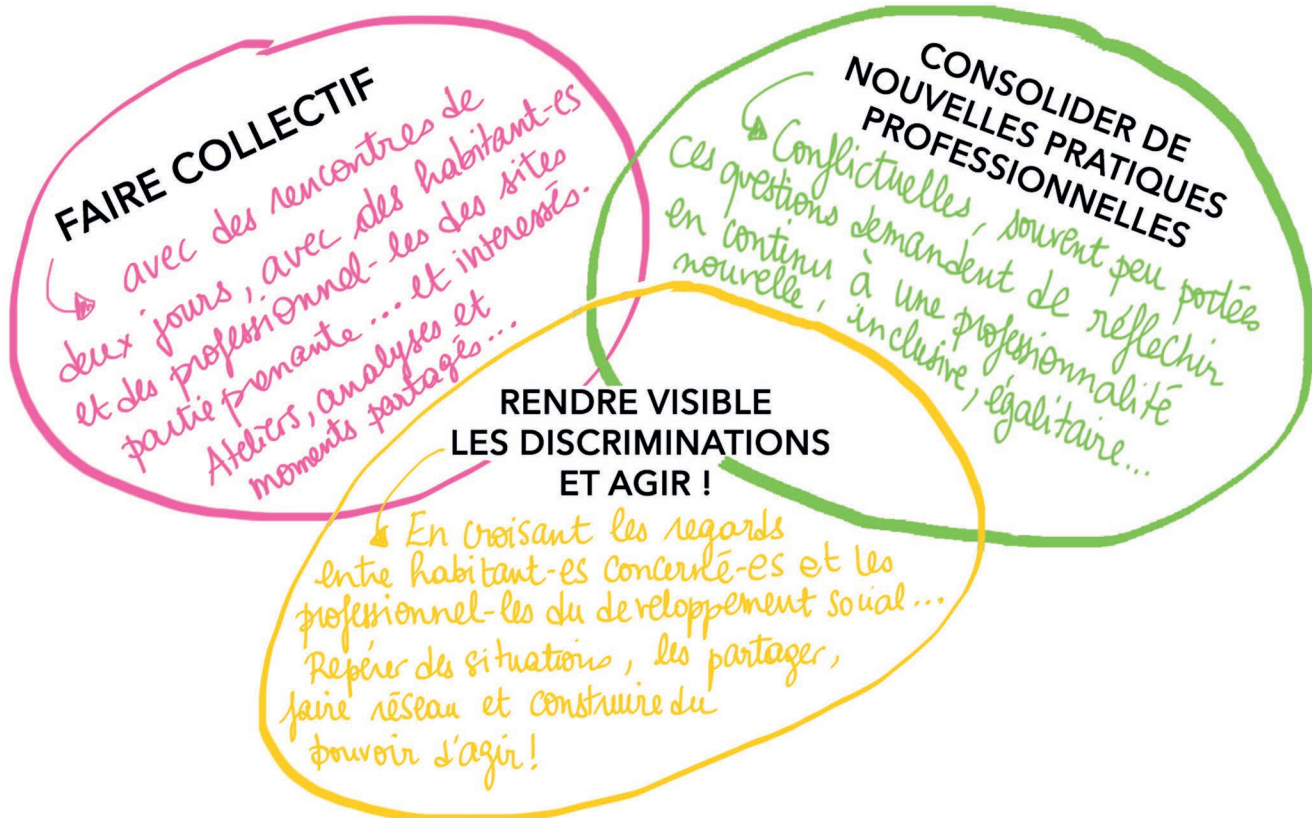 FAIRE COLLECTIF
avec des rencontres de
deux jours, avec des habitant-es
et des professionnel-les des sites
partie prenante... et interessés.
Ateliers, analyses et
moments partagés...
CONSOLIDER DE
NOUVELLES PRATIQUES
PROFESSIONNELLES
Conflictuelles, souvent peu portées
ces questions demandent de réflechir
en continu à une professionnalité
nouvelle, inclusive, égalitaire...
RENDRE VISIBLE
LES DISCRIMINATIONS
ET AGIR !
En croisant les regards
entre habitant-es concerné-es et les
professionnel-les du developpement social...
Repérer des situations, les partager,
faire réseau et construire du
pouvoir d'agir !